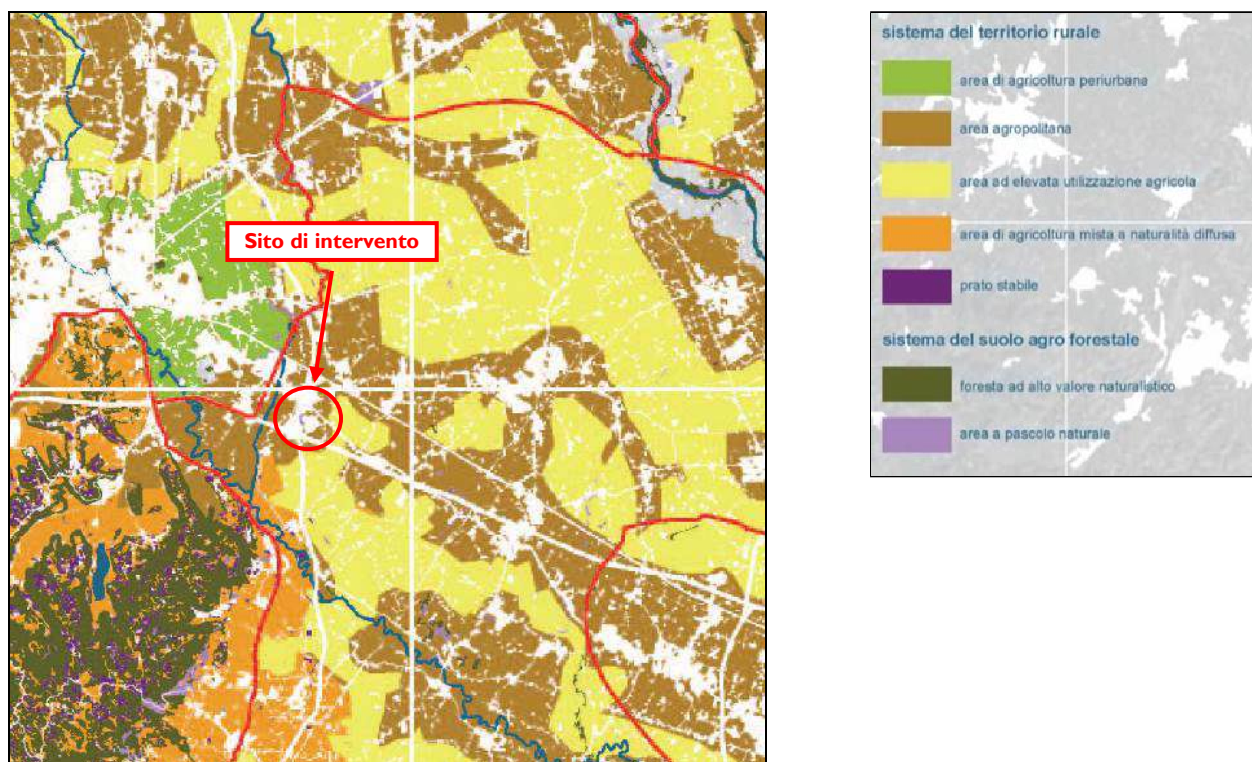 Sito di intervento
sistema del territorio rurale
area di agricoltura periurbana
area agropolitana
area ad elevata utilizzazione agricola
area di agricoltura mista a naturalità diffusa
prato stabile
sistema del suolo agro forestale
foresta ad alto valore naturalistico
area a pascolo naturale